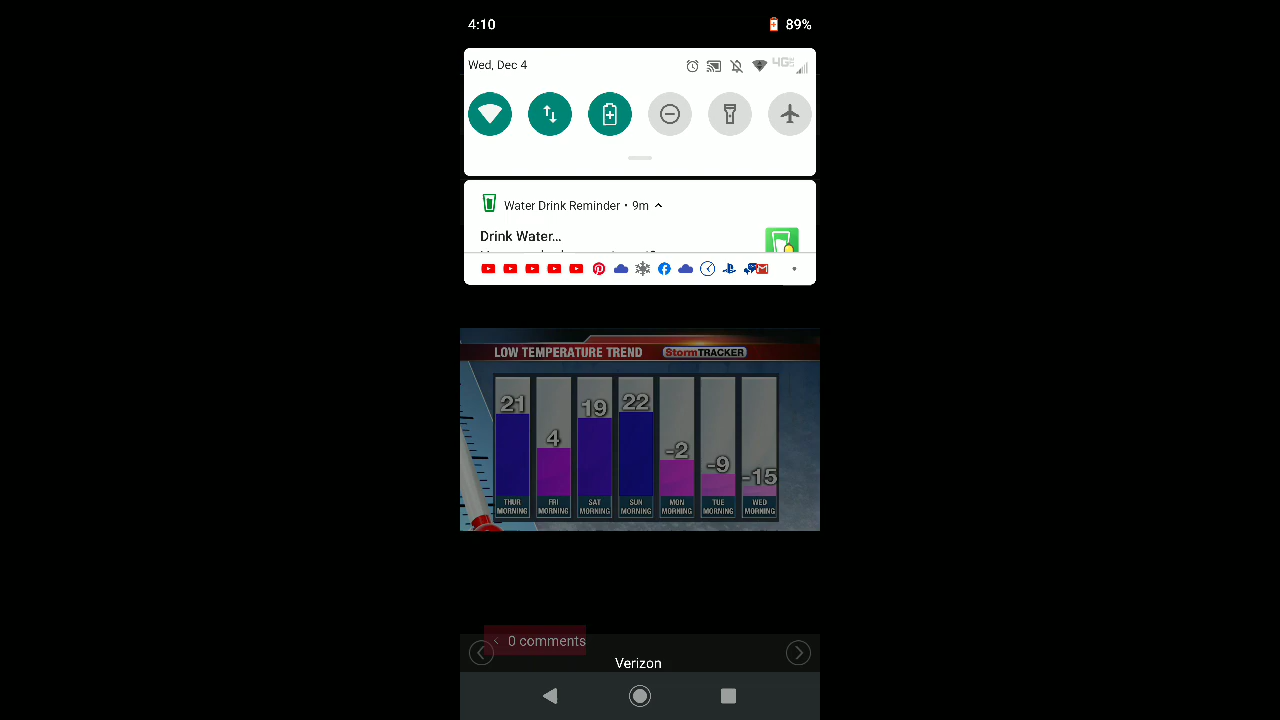 4:10
89%
Wed, Dec 4
4G
Water Drink Reminder • 9m
Drink Water...
LOW TEMPERATURE TREND
StormTRACKER
21 4 19 22 -2 -9 -15
THUR MORNING
FRI MORNING
SAT MORNING
SUN MORNING
MON MORNING
TUE MORNING
WED MORNING
0 comments
Verizon